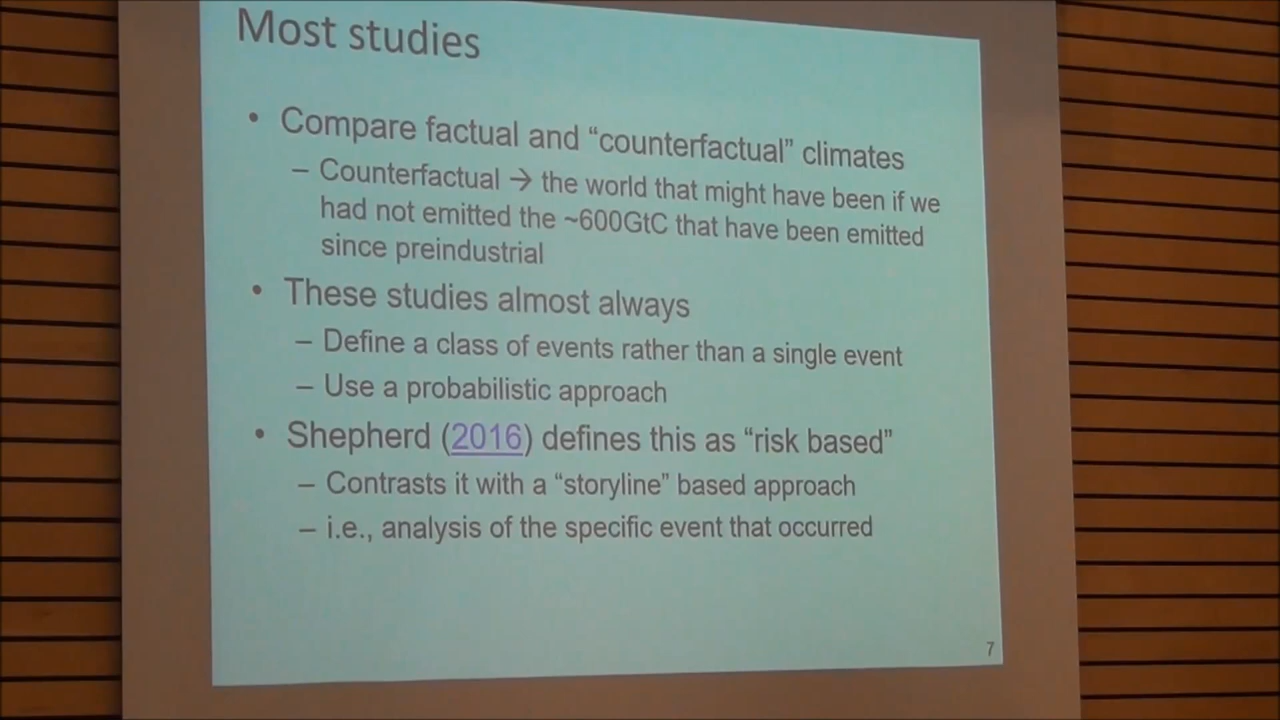 Most studies
• Compare factual and “counterfactual” climates
– Counterfactual → the world that might have been if we
had not emitted the ~600GtC that have been emitted
since preindustrial
• These studies almost always
– Define a class of events rather than a single event
– Use a probabilistic approach
• Shepherd (2016) defines this as “risk based”
– Contrasts it with a “storyline” based approach
– i.e., analysis of the specific event that occurred
7